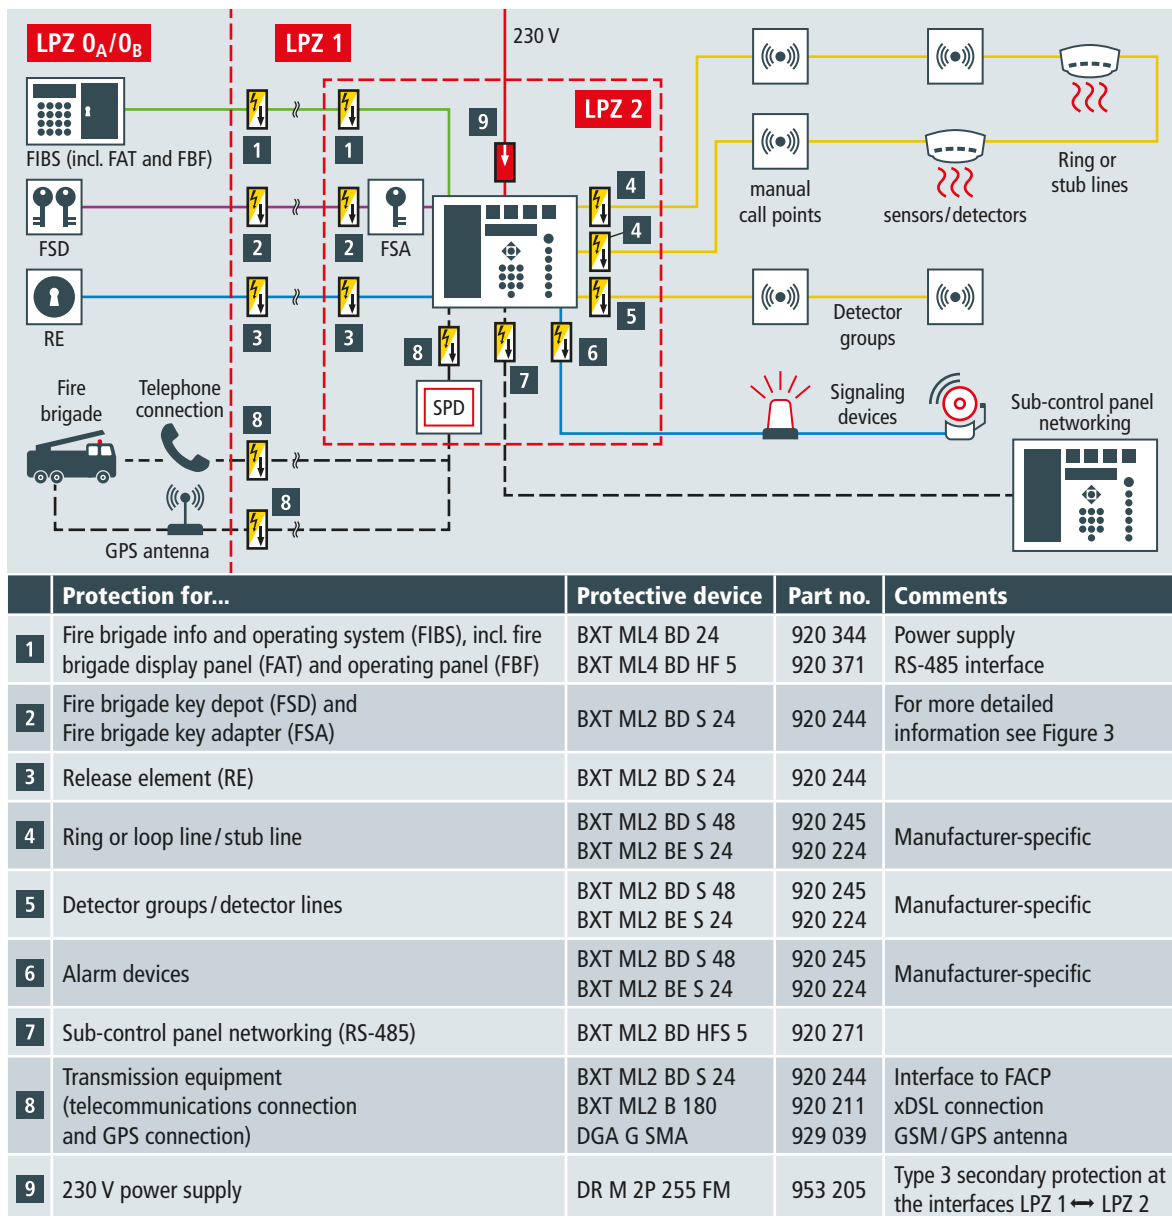 LPZ 0A/0B
LPZ 1
230 V
LPZ 2
9
FIBS (incl. FAT and FBF)
1
1
manual
call points
sensors/detectors
Ring or
stub lines
4
4
FSD
2
2
FSA
5
Detector
groups
RE
3
3
8
7
6
Fire
brigade
Telephone
connection
8
SPD
Signaling
devices
Sub-control panel
networking
8
GPS antenna
Protection for... Protective device Part no. Comments
1 Fire brigade info and operating system (FIBS), incl. fire BXT ML4 BD 24 920 344 Power supply
brigade display panel (FAT) and operating panel (FBF) BXT ML4 BD HF 5 920 371 RS-485 interface
2 Fire brigade key depot (FSD) and BXT ML2 BD S 24 920 244 For more detailed
Fire brigade key adapter (FSA) information see Figure 3
3 Release element (RE) BXT ML2 BD S 24 920 244
4 Ring or loop line/stub line BXT ML2 BD S 48 920 245 Manufacturer-specific
BXT ML2 BE S 24 920 224
5 Detector groups/detector lines BXT ML2 BD S 48 920 245 Manufacturer-specific
BXT ML2 BE S 24 920 224
6 Alarm devices BXT ML2 BD S 48 920 245 Manufacturer-specific
BXT ML2 BE S 24 920 224
7 Sub-control panel networking (RS-485) BXT ML2 BD HFS 5 920 271
8 Transmission equipment BXT ML2 BD S 24 920 244 Interface to FACP
(telecommunications connection BXT ML2 B 180 920 211 xDSL connection
and GPS connection) DGA G SMA 929 039 GSM/GPS antenna
9 230 V power supply DR M 2P 255 FM 953 205 Type 3 secondary protection at
the interfaces LPZ 1 ↔ LPZ 2